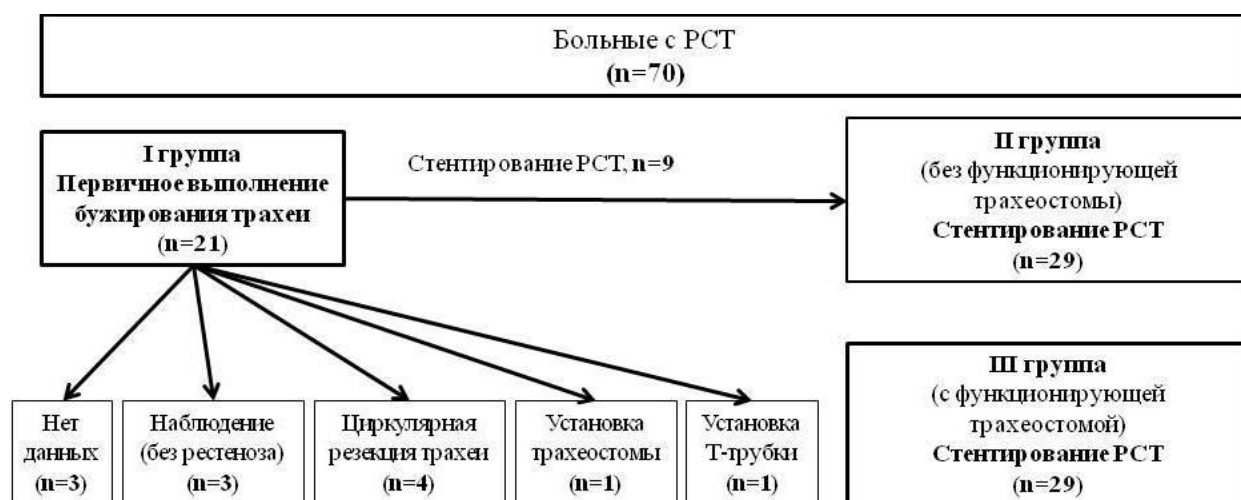 Больные с РСТ
(n=70)
I группа
Первичное выполнение
бужирования трахеи
(n=21)
Стентирование РСТ, n=9
II группа
(без функционирующей
трахеостомы)
Стентирование РСТ
(n=29)
III группа
(с функционирующей
трахеостомой)
Стентирование РСТ
(n=29)
Нет
данных
(n=3)
Наблюдение
(без рестеноза)
(n=3)
Циркулярная
резекция трахеи
(n=4)
Установка
трахеостомы
(n=1)
Установка
Т-трубки
(n=1)